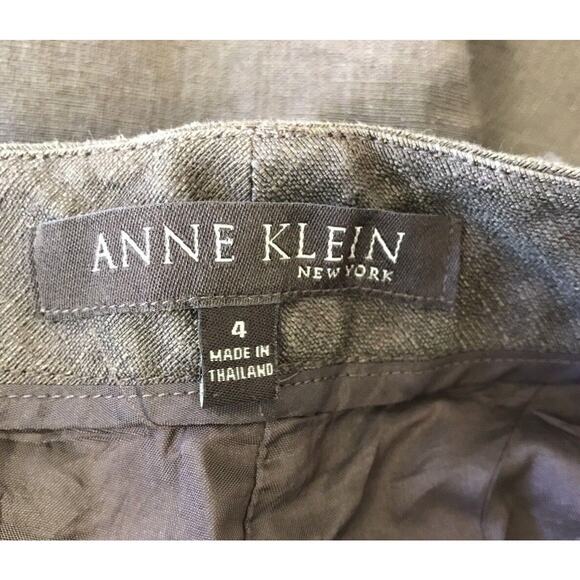 ANNE KLEIN
NEW YORK
4
MADE IN
THAILAND